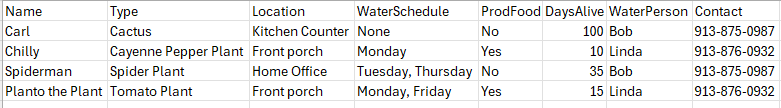 Name Type Location WaterSchedule ProdFood DaysAlive WaterPerson Contact
Carl Cactus Kitchen Counter None No 100 Bob 913-875-0987
Chilly Cayenne Pepper Plant Front porch Monday Yes 10 Linda 913-876-0932
Spiderman Spider Plant Home Office Tuesday, Thursday No 35 Bob 913-875-0987
Planto the Plant Tomato Plant Front porch Monday, Friday Yes 15 Linda 913-876-0932